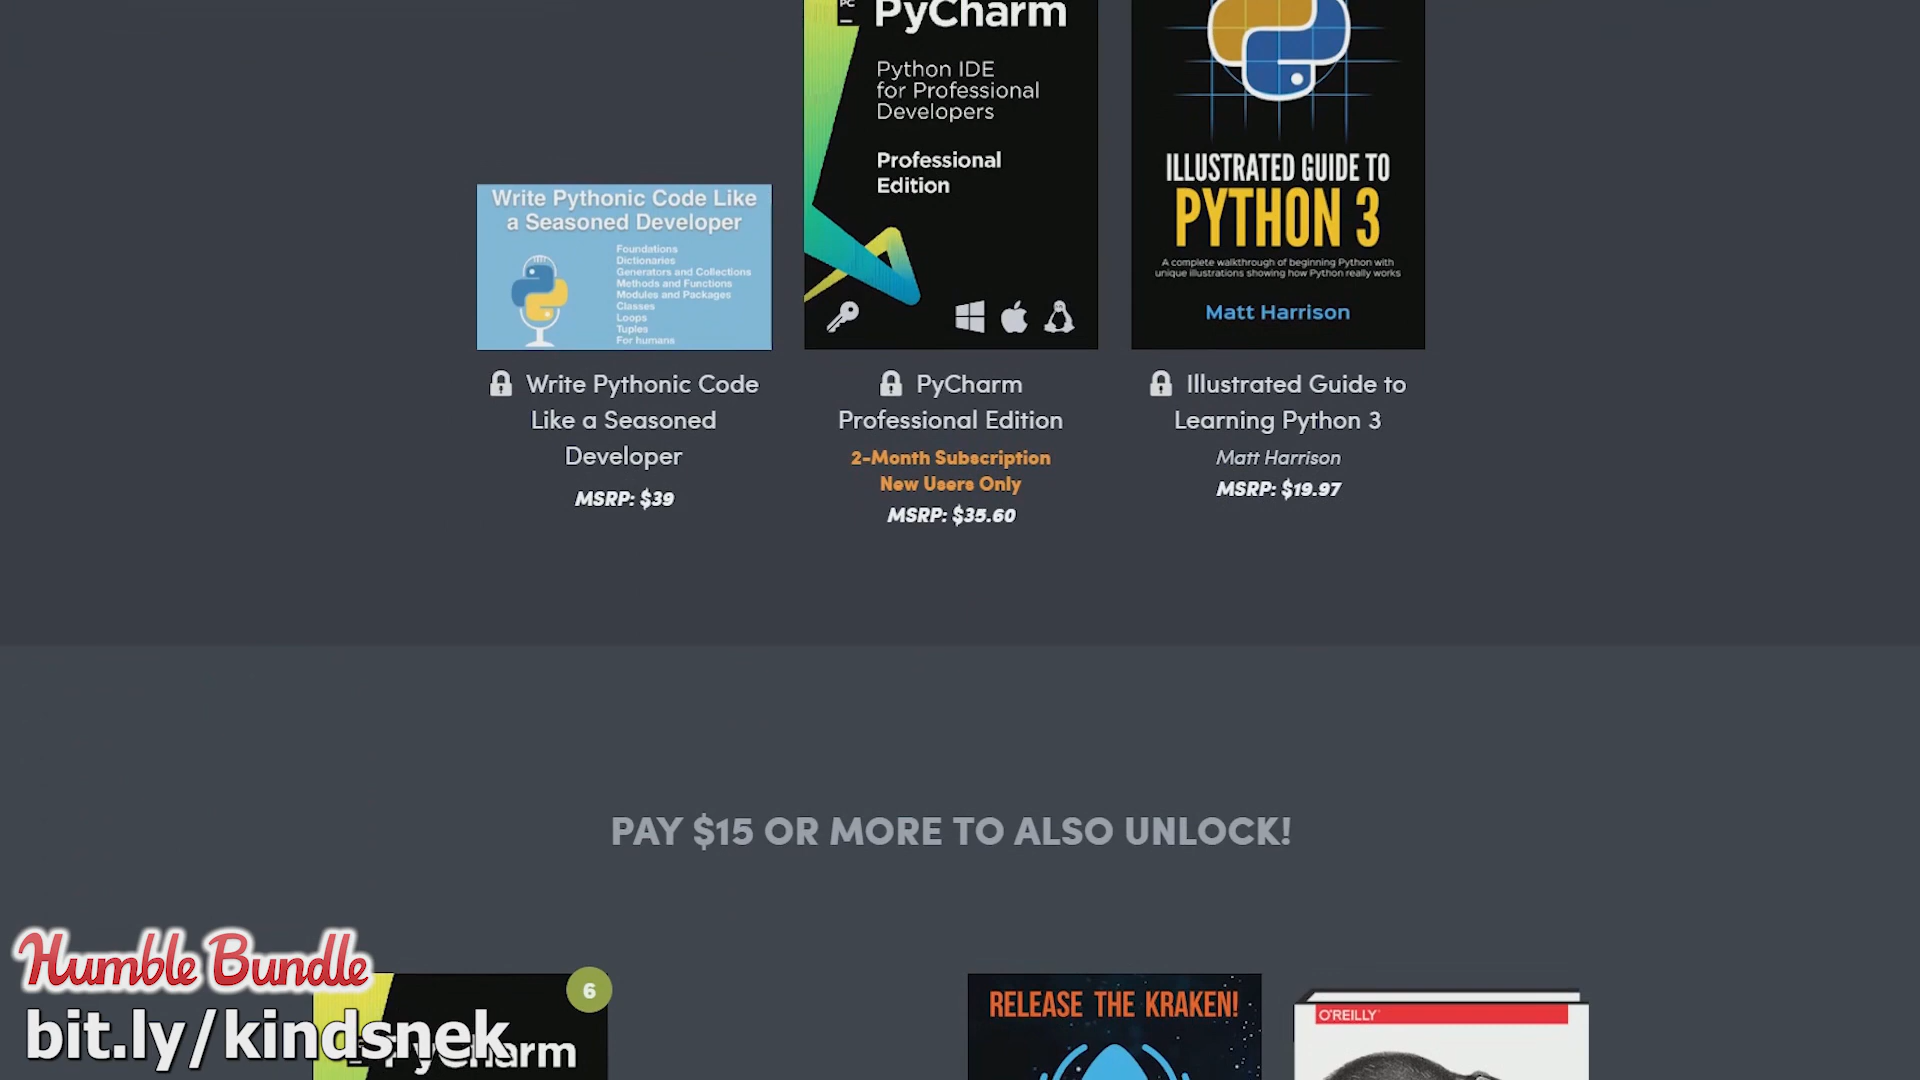 PC
PyCharm
Python IDE
for Professional
Developers
Professional
Edition
Write Pythonic Code Like
a Seasoned Developer
Foundations
Dictionaries
Generators and Collections
Methods and Functions
Modules and Packages
Classes
Loops
Tuples
For humans
ILLUSTRATED GUIDE TO
PYTHON 3
A complete walkthrough of beginning Python with
unique illustrations showing how Python really works
Matt Harrison
Write Pythonic Code
Like a Seasoned
Developer
MSRP: $39
PyCharm
Professional Edition
2-Month Subscription
New Users Only
MSRP: $35.60
Illustrated Guide to
Learning Python 3
Matt Harrison
MSRP: $19.97
PAY $15 OR MORE TO ALSO UNLOCK!
Humble Bundle
bit.ly/kindsnek
6
PyCharm
RELEASE THE KRAKEN!
O'REILLY